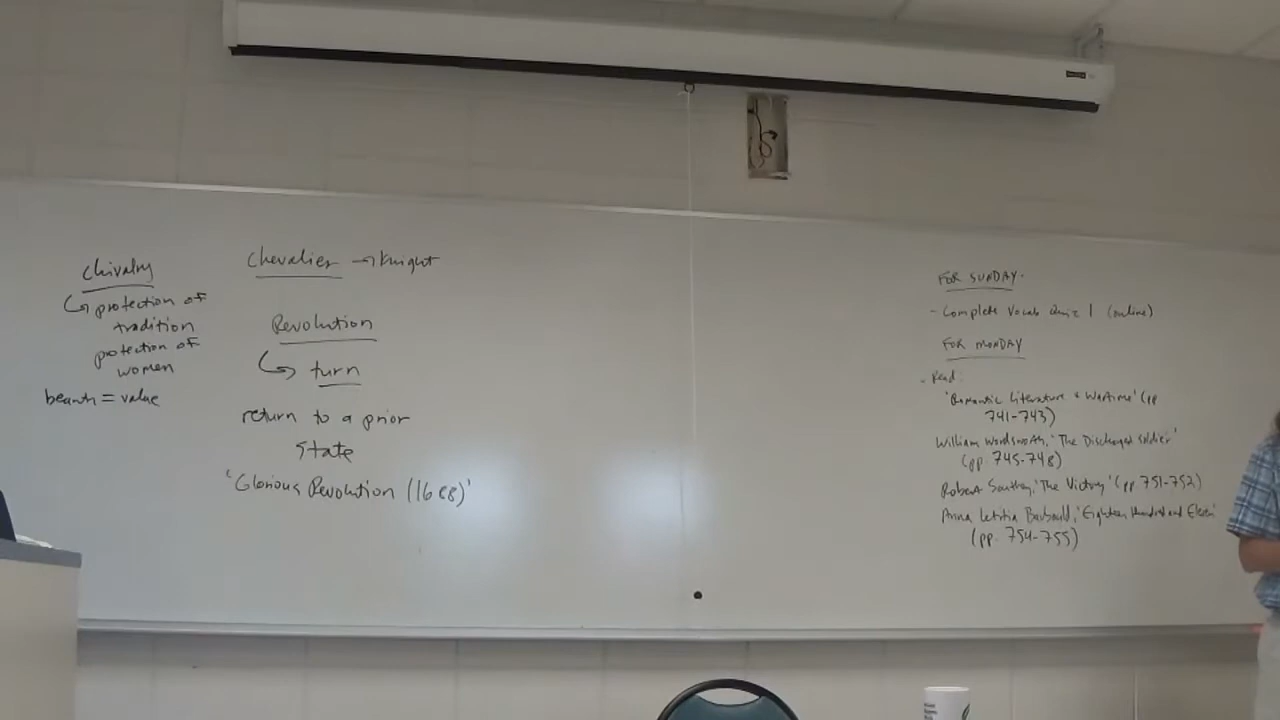 Chivalry
↳ protection of
tradition
protection of
women
beauty = value
Chevalier → Knight
Revolution
↳ turn
return to a prior
state
'Glorious Revolution (1688)'
FOR SUNDAY.
- Complete Vocab Quiz 1 (online)
FOR MONDAY
- Read:
'Romantic Literature + Wartime' (pp
741-743)
William Wordsworth, 'The Discharged Soldier'
(pp. 745-748)
Robert Southey, 'The Victory' (pp 751-752)
Anna Letitia Barbauld, 'Eighteen Hundred and Eleven'
(pp. 754-755)